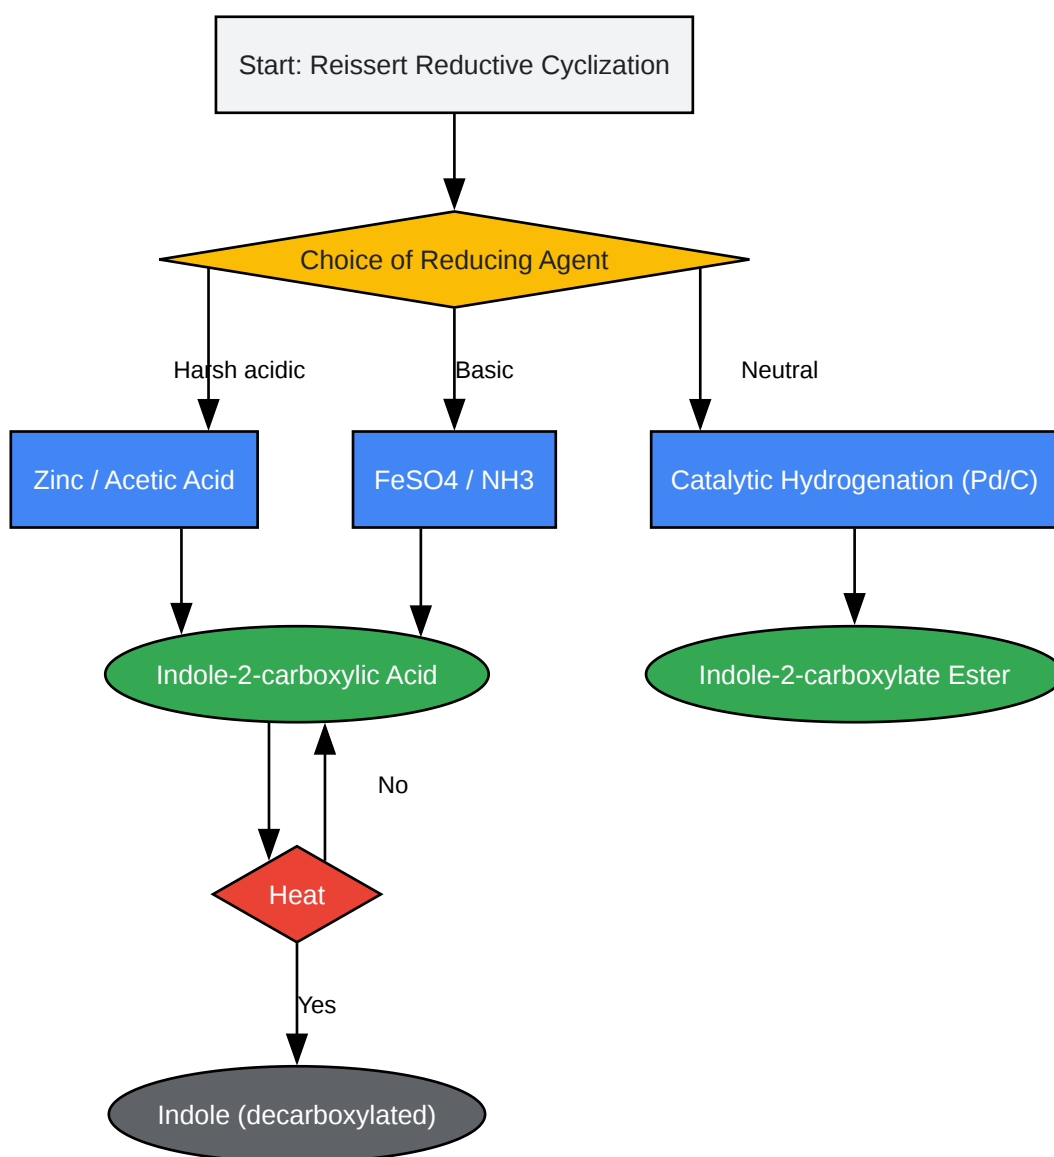 Start: Reissert Reductive Cyclization
Choice of Reducing Agent
Harsh acidic
Basic
Neutral
Zinc / Acetic Acid
FeSO4 / NH3
Catalytic Hydrogenation (Pd/C)
Indole-2-carboxylic Acid
Indole-2-carboxylate Ester
No
Heat
Yes
Indole (decarboxylated)